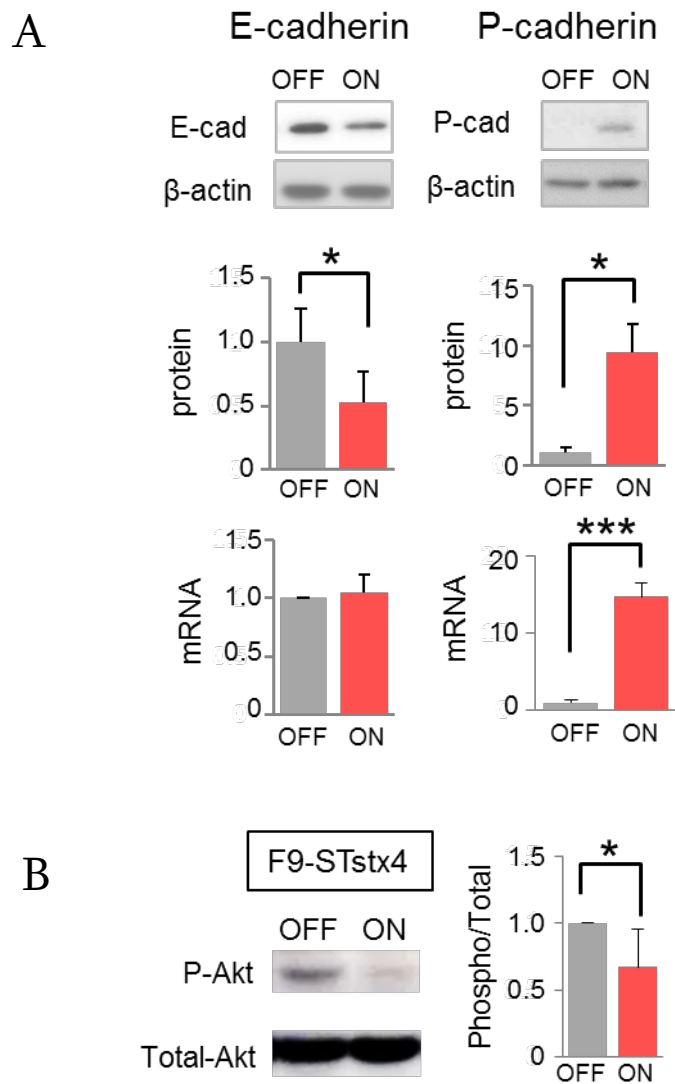 A
E-cadherin P-cadherin
OFF ON OFF ON
E-cad P-cad
β-actin β-actin
* *
1.5 15
1.0 10
0.5 5
0 0
protein protein
OFF ON OFF ON
***
1.5 20
1.0 10
0.5
0 0
mRNA mRNA
OFF ON OFF ON
B
F9-STstx4
OFF ON
P-Akt
Total-Akt
*
1.5
1.0
0.5
0
Phospho/Total
OFF ON